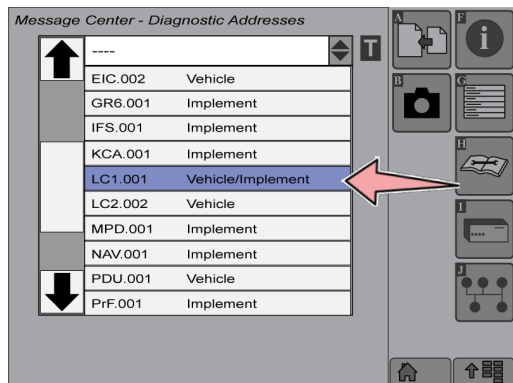 Message Center - Diagnostic Addresses
----
T
EIC.002 Vehicle
GR6.001 Implement
IFS.001 Implement
KCA.001 Implement
LC1.001 Vehicle/Implement
LC2.002 Vehicle
MPD.001 Implement
NAV.001 Implement
PDU.001 Vehicle
PrF.001 Implement
A
F
i
B
G
H
I
J